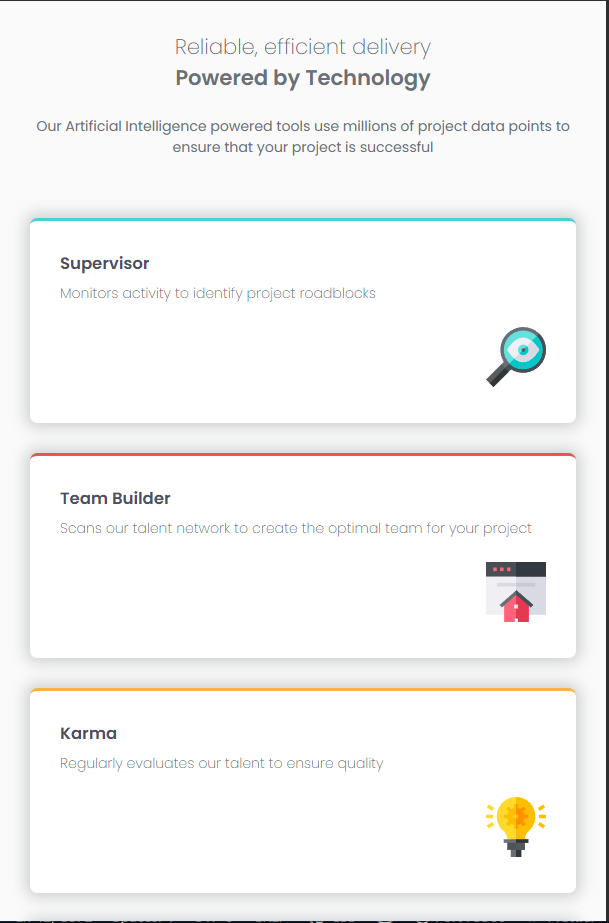 Reliable, efficient delivery
Powered by Technology
Our Artificial Intelligence powered tools use millions of project data points to
ensure that your project is successful
Supervisor
Monitors activity to identify project roadblocks
Team Builder
Scans our talent network to create the optimal team for your project
Karma
Regularly evaluates our talent to ensure quality